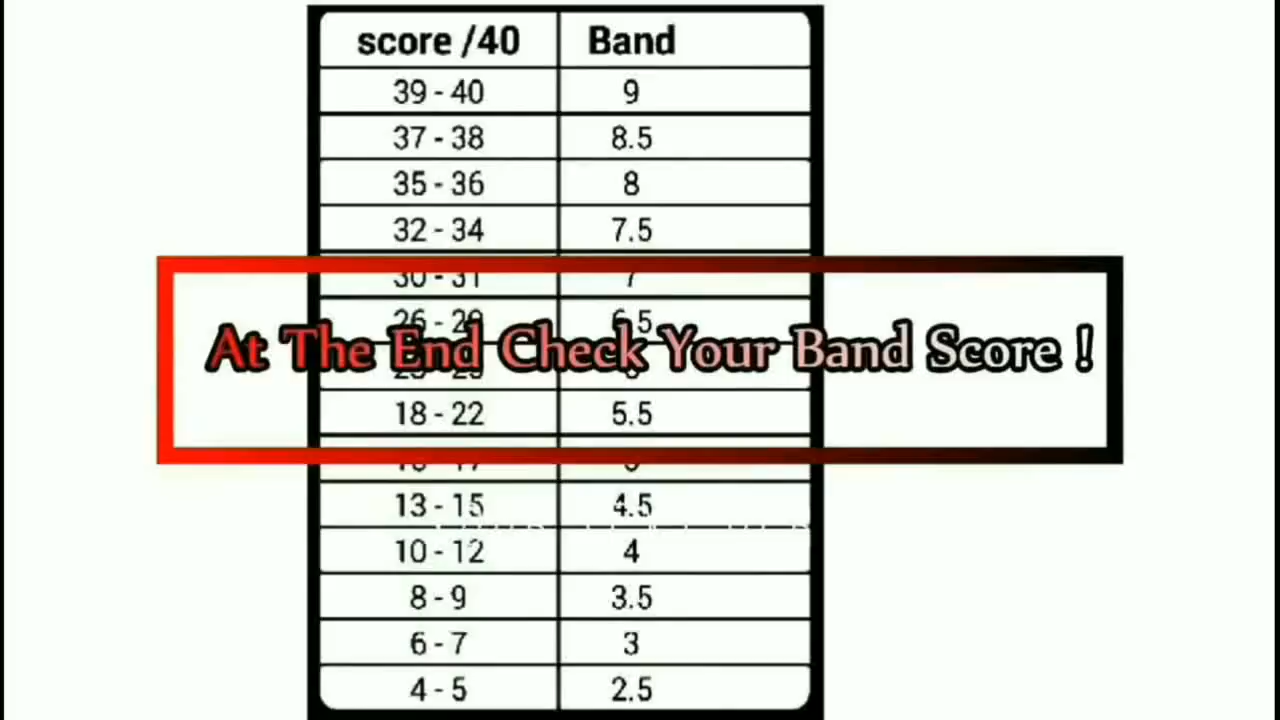 score /40 Band
39 - 40 9
37 - 38 8.5
35 - 36 8
32 - 34 7.5
30 - 31 7
26 - 29 6.5
At The End Check Your Band Score !
18 - 22 5.5
13 - 15 4.5
10 - 12 4
8 - 9 3.5
6 - 7 3
4 - 5 2.5